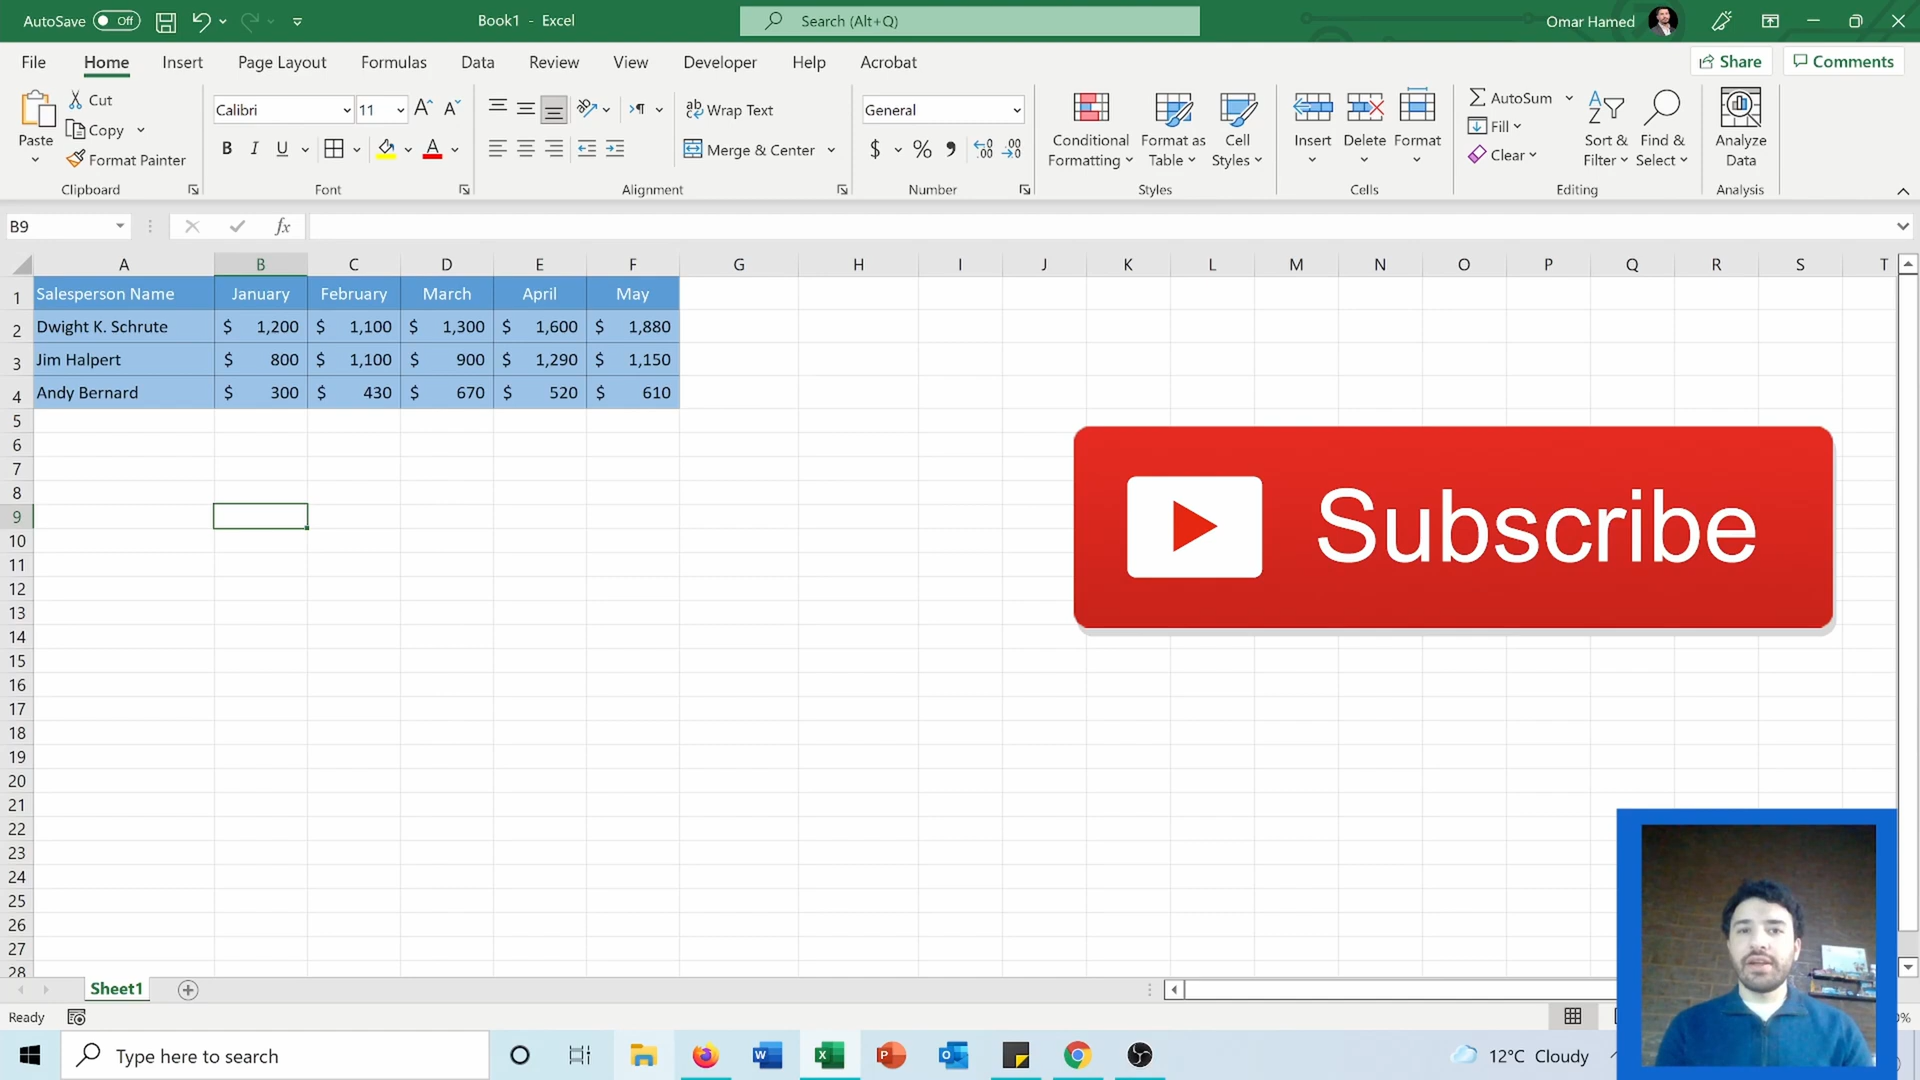 AutoSave Off Book1 - Excel Search (Alt+Q) Omar Hamed
File Home Insert Page Layout Formulas Data Review View Developer Help Acrobat Share Comments
Paste Cut Copy Format Painter Clipboard
Calibri 11 B I U A Font
Wrap Text Merge & Center Alignment
General $ % Number
Conditional Formatting Format as Table Cell Styles Styles
Insert Delete Format Cells
AutoSum Fill Clear Sort & Filter Find & Select Editing
Analyze Data Analysis
B9 fx
A B C D E F G H I J K L M N O P Q R S T
1 Salesperson Name January February March April May
2 Dwight K. Schrute $ 1,200 $ 1,100 $ 1,300 $ 1,600 $ 1,880
3 Jim Halpert $ 800 $ 1,100 $ 900 $ 1,290 $ 1,150
4 Andy Bernard $ 300 $ 430 $ 670 $ 520 $ 610
5
6
7
8
9
10
11
12
13
14
15
16
17
18
19
20
21
22
23
24
25
26
27
28
Subscribe
Sheet1
Ready
Type here to search 12°C Cloudy